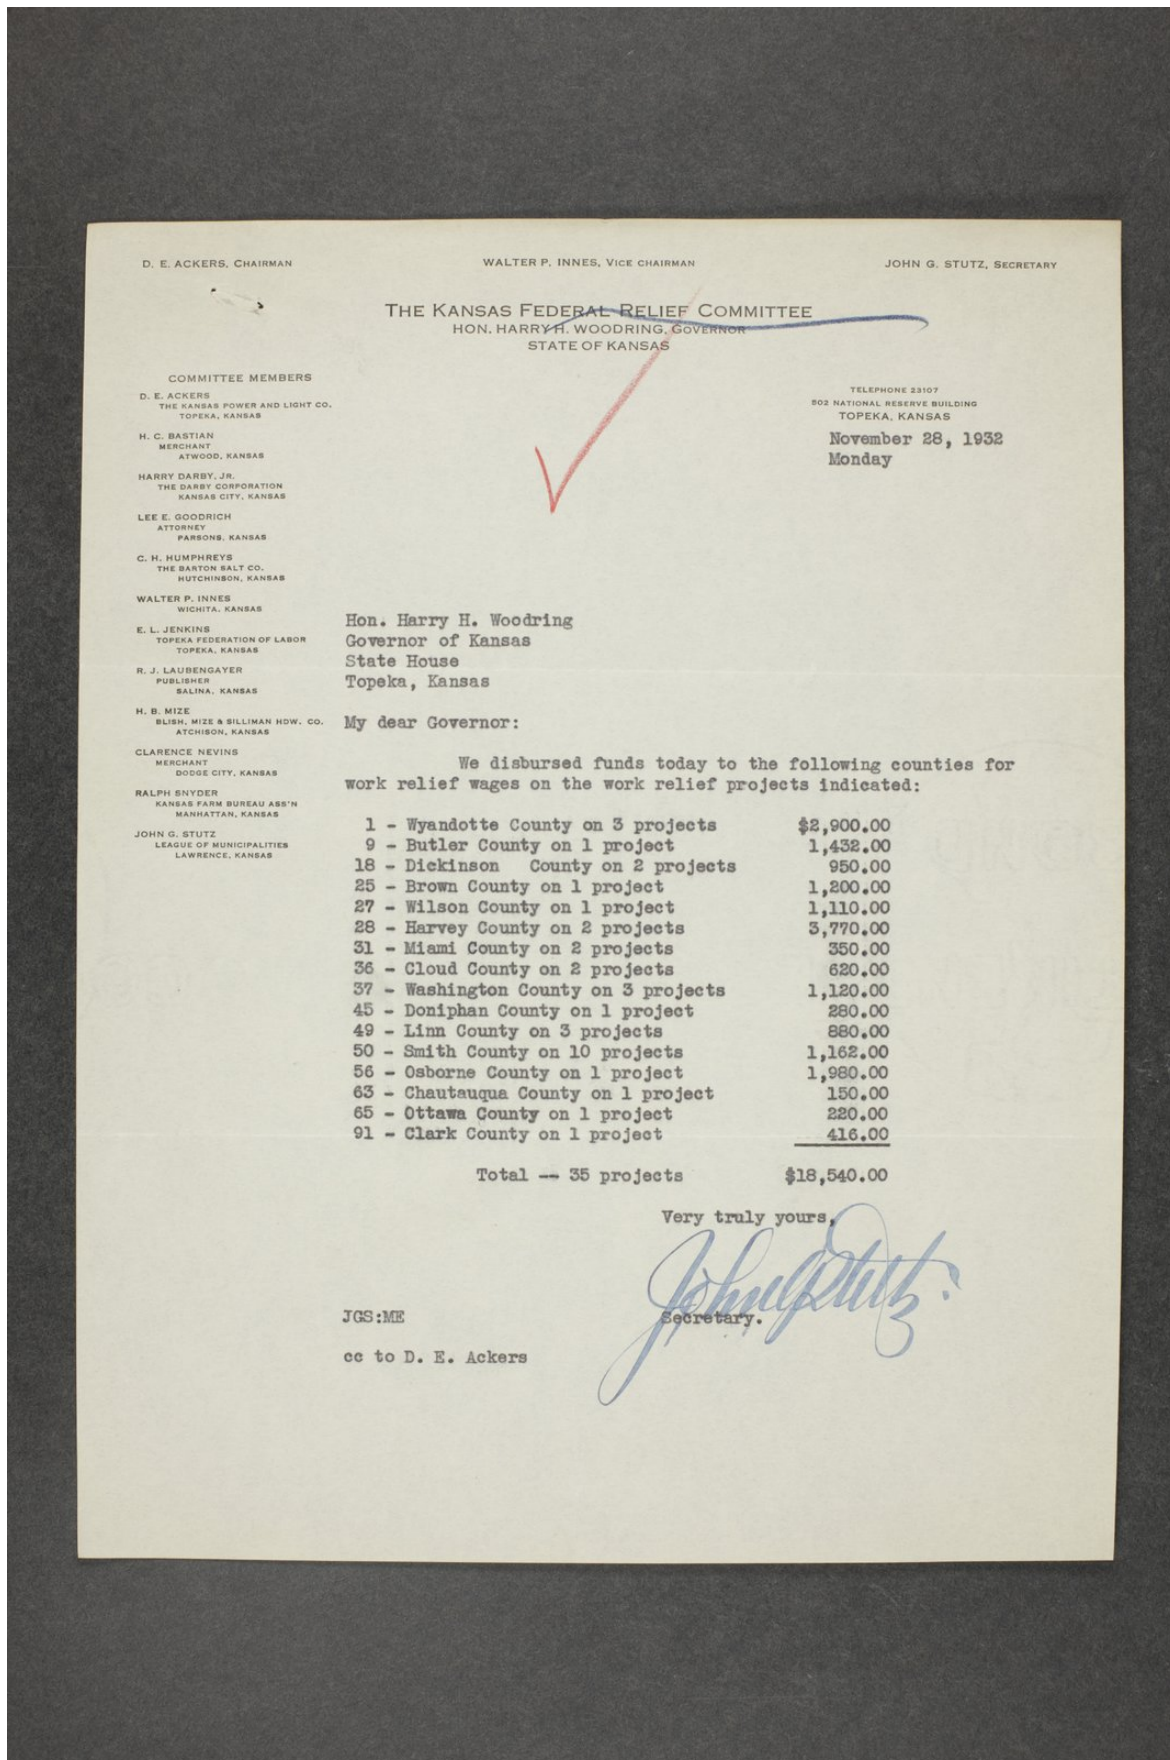 D. E. ACKERS, CHAIRMAN
WALTER P. INNES, VICE CHAIRMAN
JOHN G. STUTZ, SECRETARY
THE KANSAS FEDERAL RELIEF COMMITTEE
HON. HARRY H. WOODRING, GOVERNOR
STATE OF KANSAS
COMMITTEE MEMBERS
D. E. ACKERS
THE KANSAS POWER AND LIGHT CO.
TOPEKA, KANSAS
H. C. BASTIAN
MERCHANT
ATWOOD, KANSAS
HARRY DARBY, JR.
THE DARBY CORPORATION
KANSAS CITY, KANSAS
LEE E. GOODRICH
ATTORNEY
PARSONS, KANSAS
C. H. HUMPHREYS
THE BARTON SALT CO.
HUTCHINSON, KANSAS
WALTER P. INNES
WICHITA, KANSAS
E. L. JENKINS
TOPEKA FEDERATION OF LABOR
TOPEKA, KANSAS
R. J. LAUBENGAYER
PUBLISHER
SALINA, KANSAS
H. B. MIZE
BLISH, MIZE & SILLIMAN HDW. CO.
ATCHISON, KANSAS
CLARENCE NEVINS
MERCHANT
DODGE CITY, KANSAS
RALPH SNYDER
KANSAS FARM BUREAU ASS'N
MANHATTAN, KANSAS
JOHN G. STUTZ
LEAGUE OF MUNICIPALITIES
LAWRENCE, KANSAS
TELEPHONE 23107
802 NATIONAL RESERVE BUILDING
TOPEKA, KANSAS
November 28, 1932
Monday
Hon. Harry H. Woodring
Governor of Kansas
State House
Topeka, Kansas
My dear Governor:
We disbursed funds today to the following counties for
work relief wages on the work relief projects indicated:
1 - Wyandotte County on 3 projects $2,900.00
9 - Butler County on 1 project 1,432.00
18 - Dickinson County on 2 projects 950.00
25 - Brown County on 1 project 1,200.00
27 - Wilson County on 1 project 1,110.00
28 - Harvey County on 2 projects 3,770.00
31 - Miami County on 2 projects 350.00
36 - Cloud County on 2 projects 620.00
37 - Washington County on 3 projects 1,120.00
45 - Doniphan County on 1 project 280.00
49 - Linn County on 3 projects 880.00
50 - Smith County on 10 projects 1,162.00
56 - Osborne County on 1 project 1,980.00
63 - Chautauqua County on 1 project 150.00
65 - Ottawa County on 1 project 220.00
91 - Clark County on 1 project 416.00
Total -- 35 projects $18,540.00
Very truly yours,
John G Stutz
Secretary.
JGS:ME
cc to D. E. Ackers